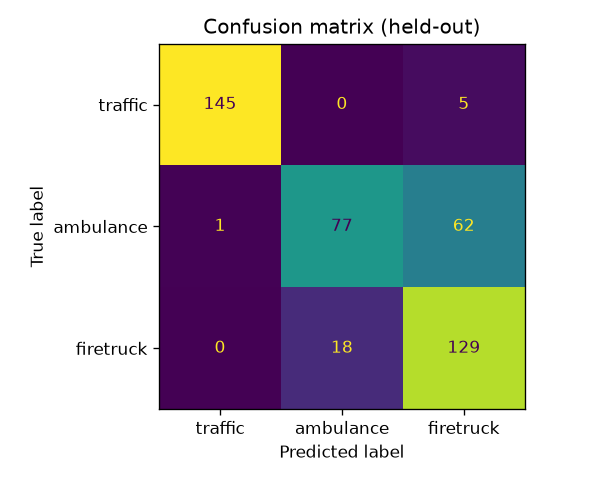 Confusion matrix (held-out)
True label
traffic 145 0 5
ambulance 1 77 62
firetruck 0 18 129
traffic ambulance firetruck
Predicted label